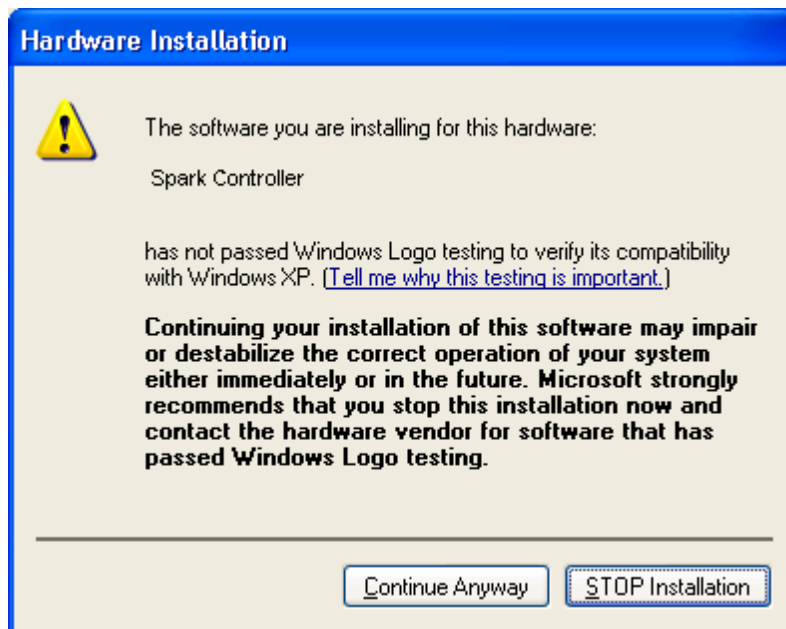 Hardware Installation
The software you are installing for this hardware:
Spark Controller
has not passed Windows Logo testing to verify its compatibility
with Windows XP. (Tell me why this testing is important.)
Continuing your installation of this software may impair
or destabilize the correct operation of your system
either immediately or in the future. Microsoft strongly
recommends that you stop this installation now and
contact the hardware vendor for software that has
passed Windows Logo testing.
Continue Anyway
STOP Installation